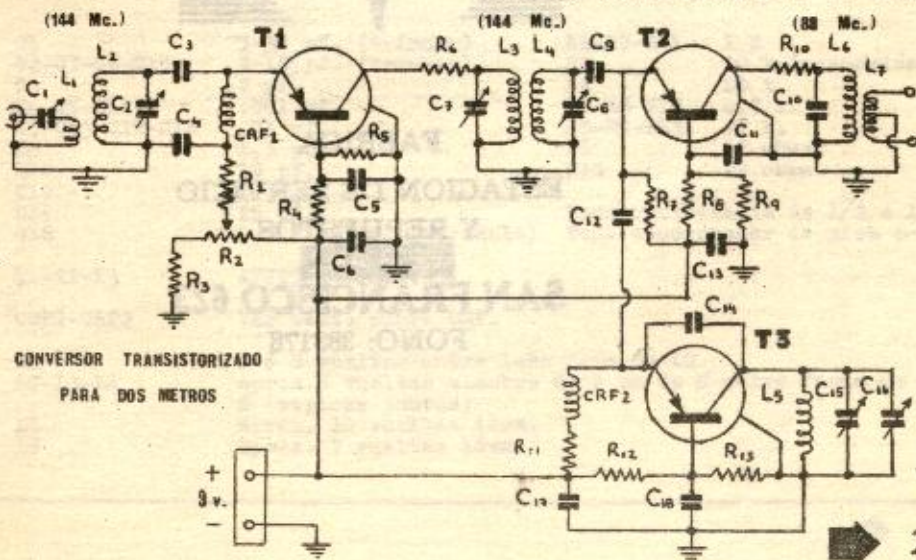 (144 Mc.) (144 Mc.) (88 Mc.)
T1 T2
L1 L2 C3 R6 L3 L4 C9 R10 L6 L7
C1 C2 C7 C8 C10
C4 CRF1 R5 C11
R1 R4 C5 C12 R7 R8 R9
R2 C6 C13
R3 C14
T3
CONVERSOR TRANSISTORIZADO
PARA DOS METROS
CRF2 L5 C15 C16
R11 R12 R13
+
9 v.
-
C17 C18